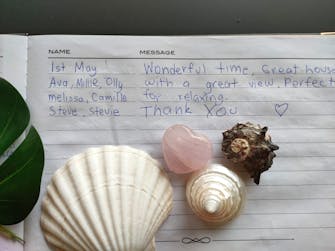 NAME MESSAGE
1st May Wonderful time, Great house
Ava, Millie, Olly with a great view. Perfect
melissa, Camilla for relaxing.
Steve, Stevie Thank You ♡